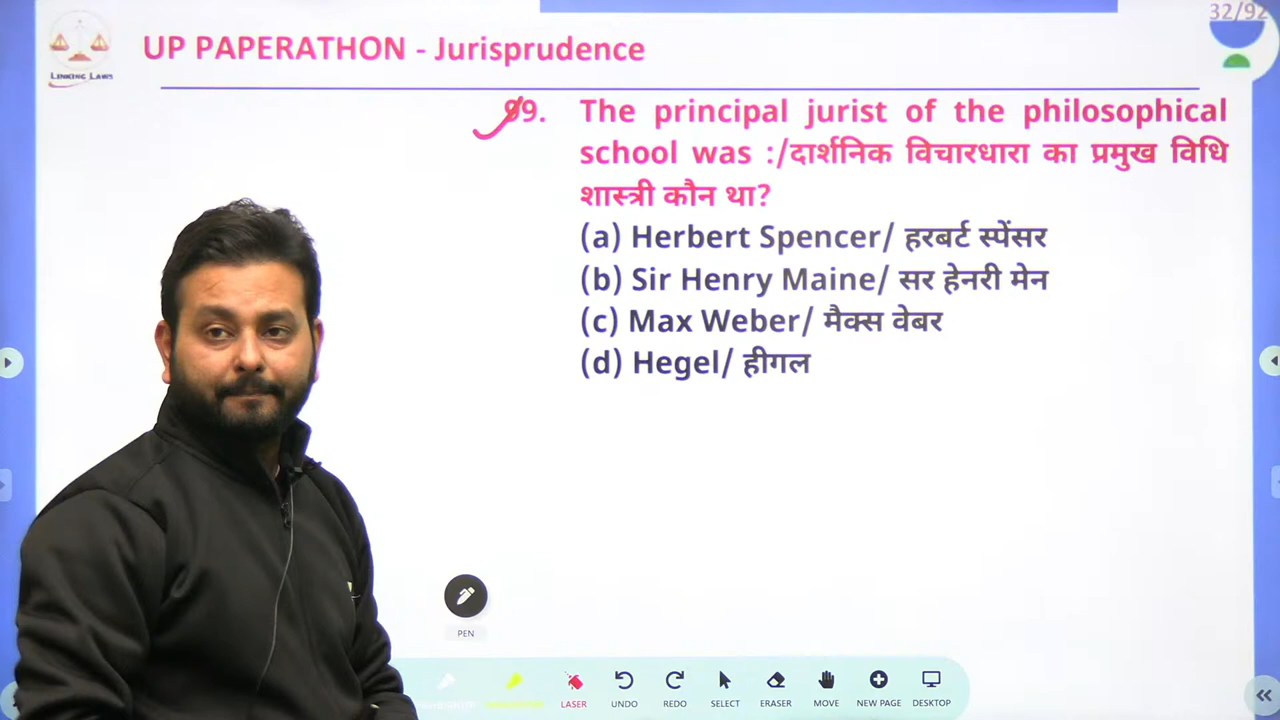 32/92
LINKING LAWS
UP PAPERATHON - Jurisprudence
99. The principal jurist of the philosophical
school was :/दार्शनिक विचारधारा का प्रमुख विधि
शास्त्री कौन था?
(a) Herbert Spencer/ हरबर्ट स्पेंसर
(b) Sir Henry Maine/ सर हेनरी मेन
(c) Max Weber/ मैक्स वेबर
(d) Hegel/ हीगल
PEN
LASER UNDO REDO SELECT ERASER MOVE NEW PAGE DESKTOP